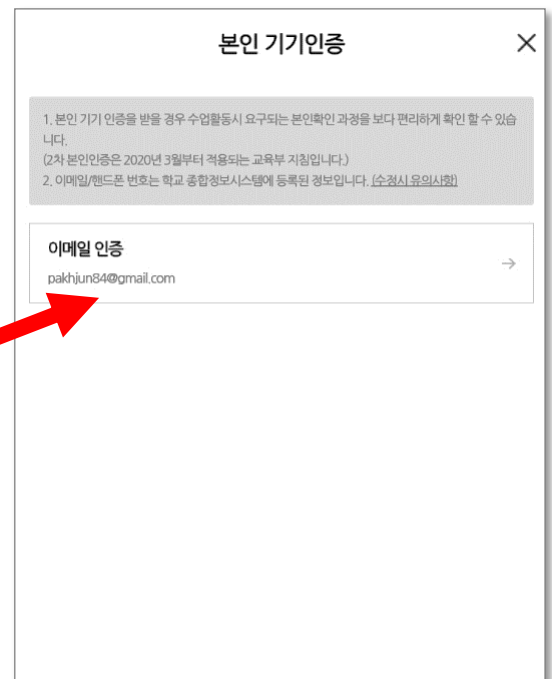 본인 기기인증
1. 본인 기기 인증을 받을 경우 수업활동시 요구되는 본인확인 과정을 보다 편리하게 확인 할 수 있습
니다.
(2차 본인인증은 2020년 3월부터 적용되는 교육부 지침입니다.)
2. 이메일/핸드폰 번호는 학교 종합정보시스템에 등록된 정보입니다. (수정시 유의사항)
이메일 인증
pakhjun84@gmail.com